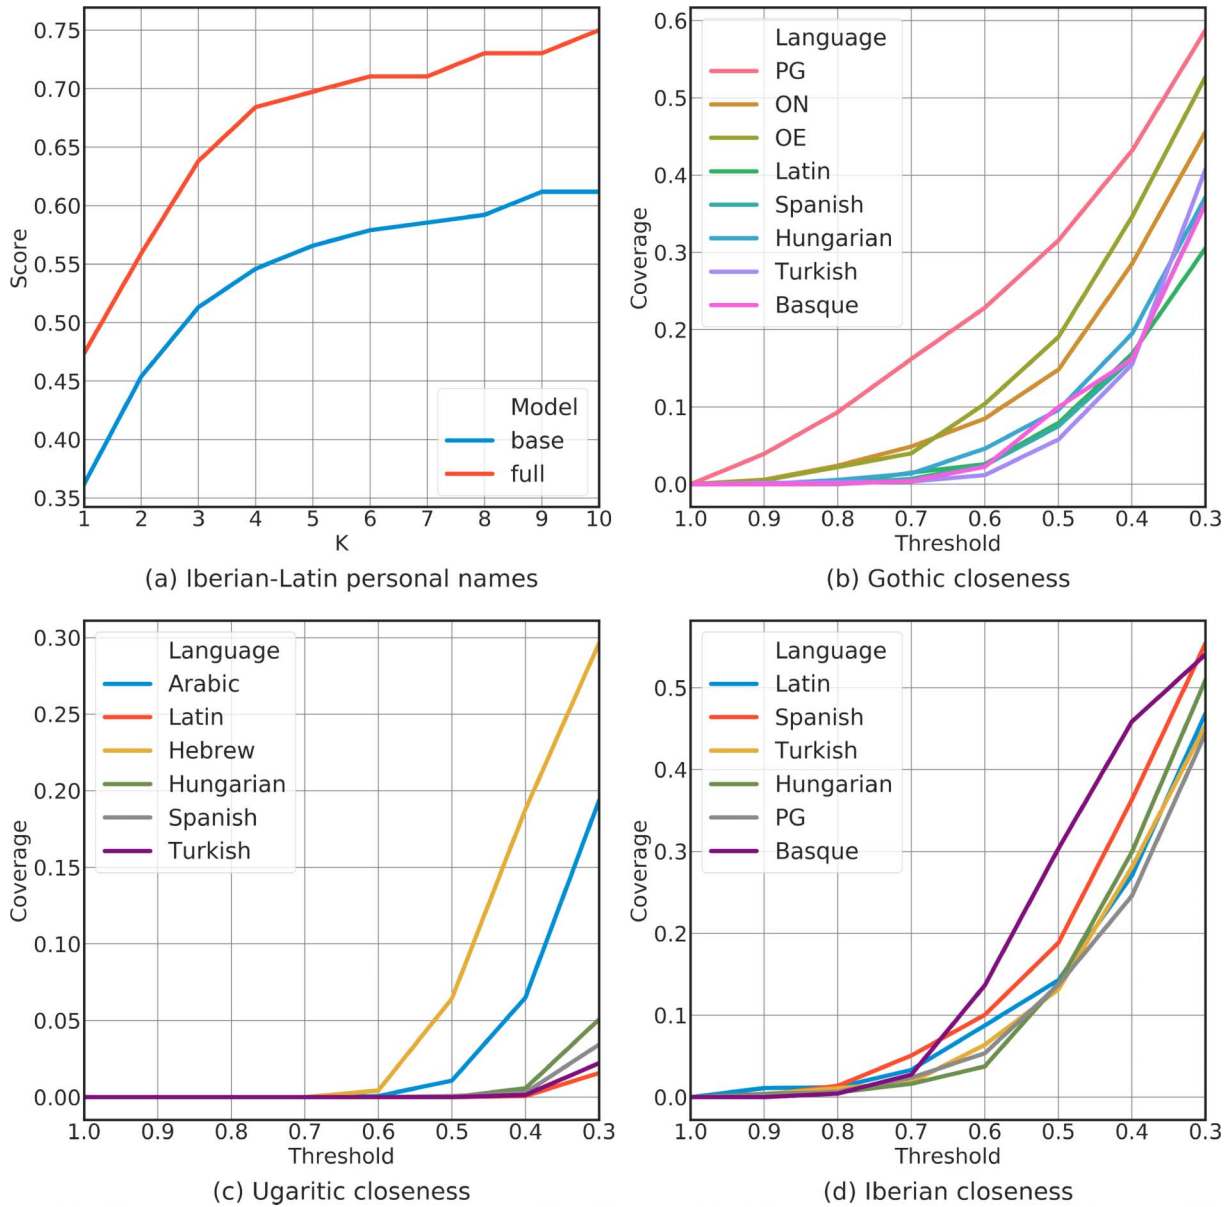 0.75
0.70
0.65
0.60
0.55
0.50
0.45
0.40
0.35
Score
1 2 3 4 5 6 7 8 9 10
K
Model
base
full
(a) Iberian-Latin personal names
0.6
0.5
0.4
0.3
0.2
0.1
0.0
Coverage
1.0 0.9 0.8 0.7 0.6 0.5 0.4 0.3
Threshold
Language
PG
ON
OE
Latin
Spanish
Hungarian
Turkish
Basque
(b) Gothic closeness
0.30
0.25
0.20
0.15
0.10
0.05
0.00
Coverage
1.0 0.9 0.8 0.7 0.6 0.5 0.4 0.3
Threshold
Language
Arabic
Latin
Hebrew
Hungarian
Spanish
Turkish
(c) Ugaritic closeness
0.5
0.4
0.3
0.2
0.1
0.0
Coverage
1.0 0.9 0.8 0.7 0.6 0.5 0.4 0.3
Threshold
Language
Latin
Spanish
Turkish
Hungarian
PG
Basque
(d) Iberian closeness